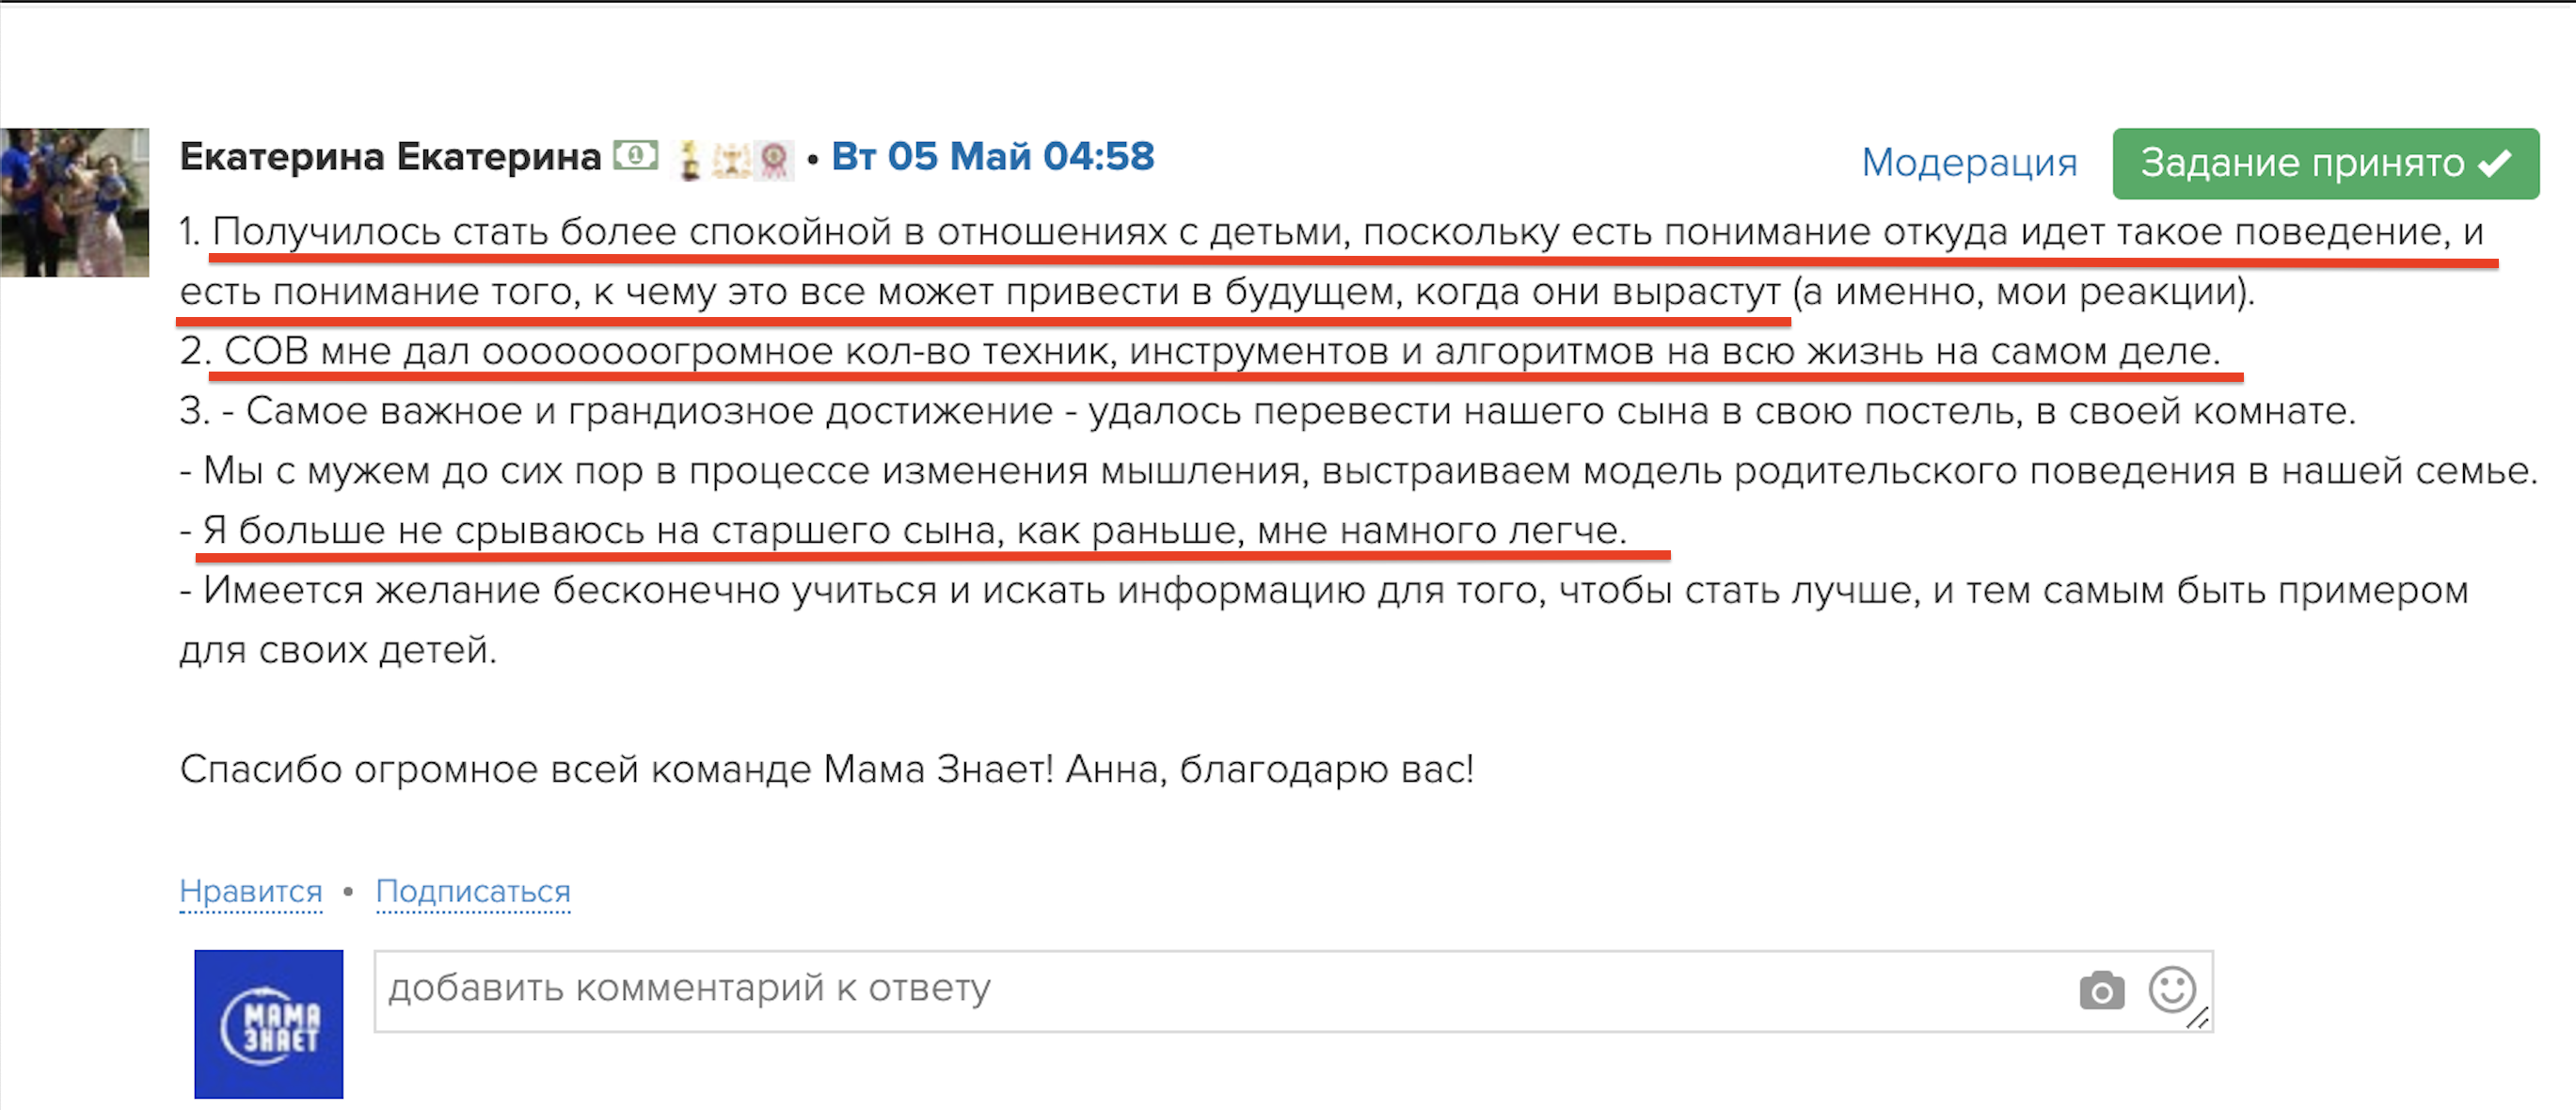 Екатерина Екатерина • Вт 05 Май 04:58
Модерация
Задание принято ✔
1. Получилось стать более спокойной в отношениях с детьми, поскольку есть понимание откуда идет такое поведение, и
есть понимание того, к чему это все может привести в будущем, когда они вырастут (а именно, мои реакции).
2. СОВ мне дал оооооооогромное кол-во техник, инструментов и алгоритмов на всю жизнь на самом деле.
3. - Самое важное и грандиозное достижение - удалось перевести нашего сына в свою постель, в своей комнате.
- Мы с мужем до сих пор в процессе изменения мышления, выстраиваем модель родительского поведения в нашей семье.
- Я больше не срываюсь на старшего сына, как раньше, мне намного легче.
- Имеется желание бесконечно учиться и искать информацию для того, чтобы стать лучше, и тем самым быть примером
для своих детей.
Спасибо огромное всей команде Мама Знает! Анна, благодарю вас!
Нравится • Подписаться
МАМА
ЗНАЕТ
добавить комментарий к ответу